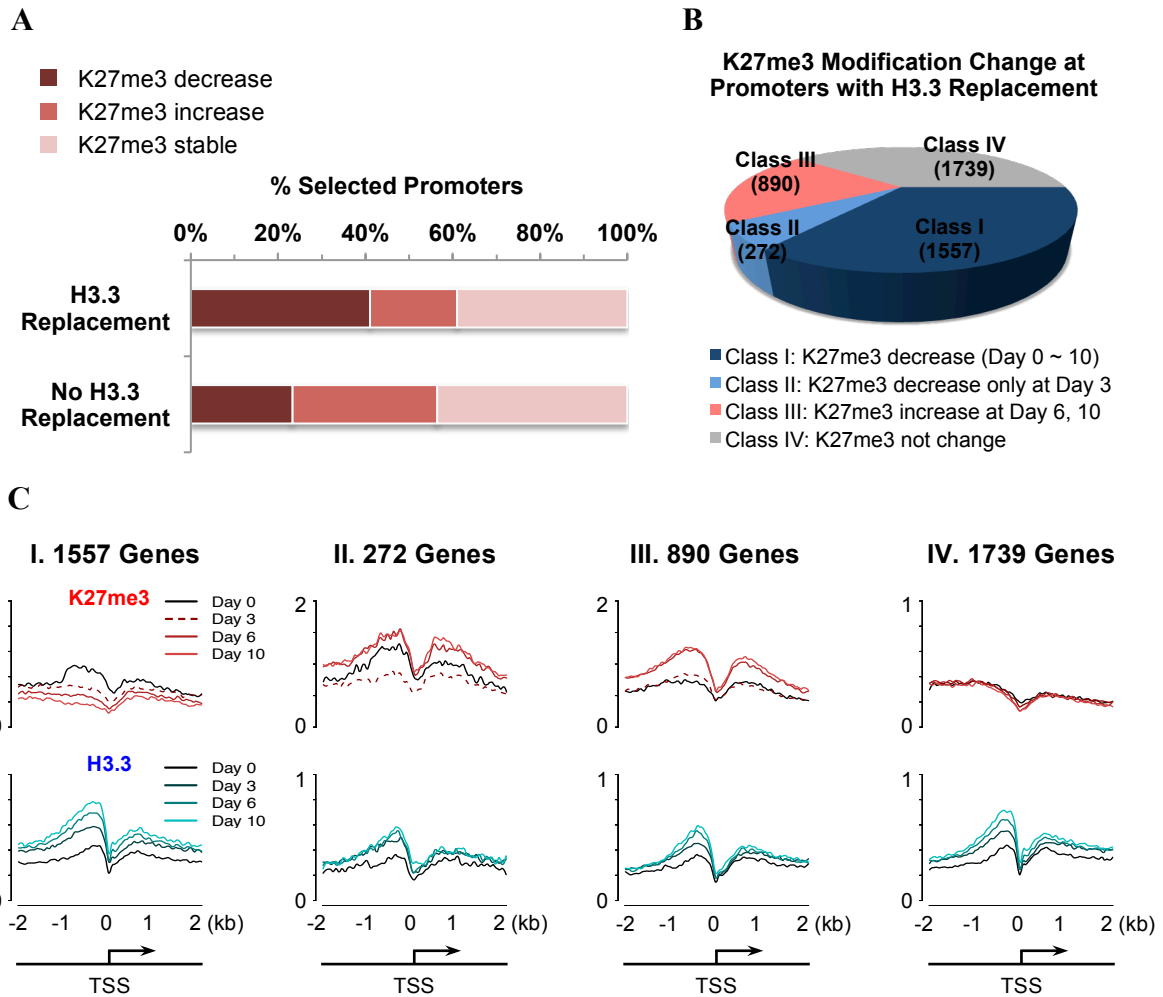 A
K27me3 decrease
K27me3 increase
K27me3 stable
% Selected Promoters
0% 20% 40% 60% 80% 100%
H3.3
Replacement
No H3.3
Replacement
B
K27me3 Modification Change at
Promoters with H3.3 Replacement
Class IV
(1739)
Class III
(890)
Class II
(272)
Class I
(1557)
Class I: K27me3 decrease (Day 0 ~ 10)
Class II: K27me3 decrease only at Day 3
Class III: K27me3 increase at Day 6, 10
Class IV: K27me3 not change
C
I. 1557 Genes
II. 272 Genes
III. 890 Genes
IV. 1739 Genes
K27me3
Day 0
Day 3
Day 6
Day 10
2
0
2
0
1
0
H3.3
Day 0
Day 3
Day 6
Day 10
1
0
1
0
1
0
-2 -1 0 1 2 (kb)
-2 -1 0 1 2 (kb)
-2 -1 0 1 2 (kb)
-2 -1 0 1 2 (kb)
TSS
TSS
TSS
TSS